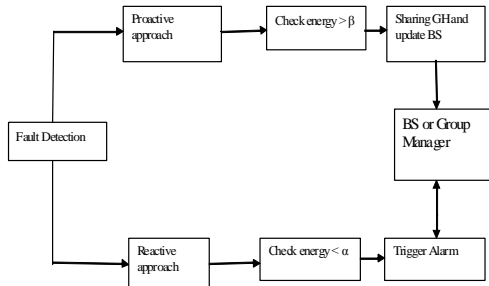 Proactive
approach
Check energy > β
Sharing GH and
update BS
Fault Detection
BS or Group
Manager
Reactive
approach
Check energy < α
Trigger Alarm